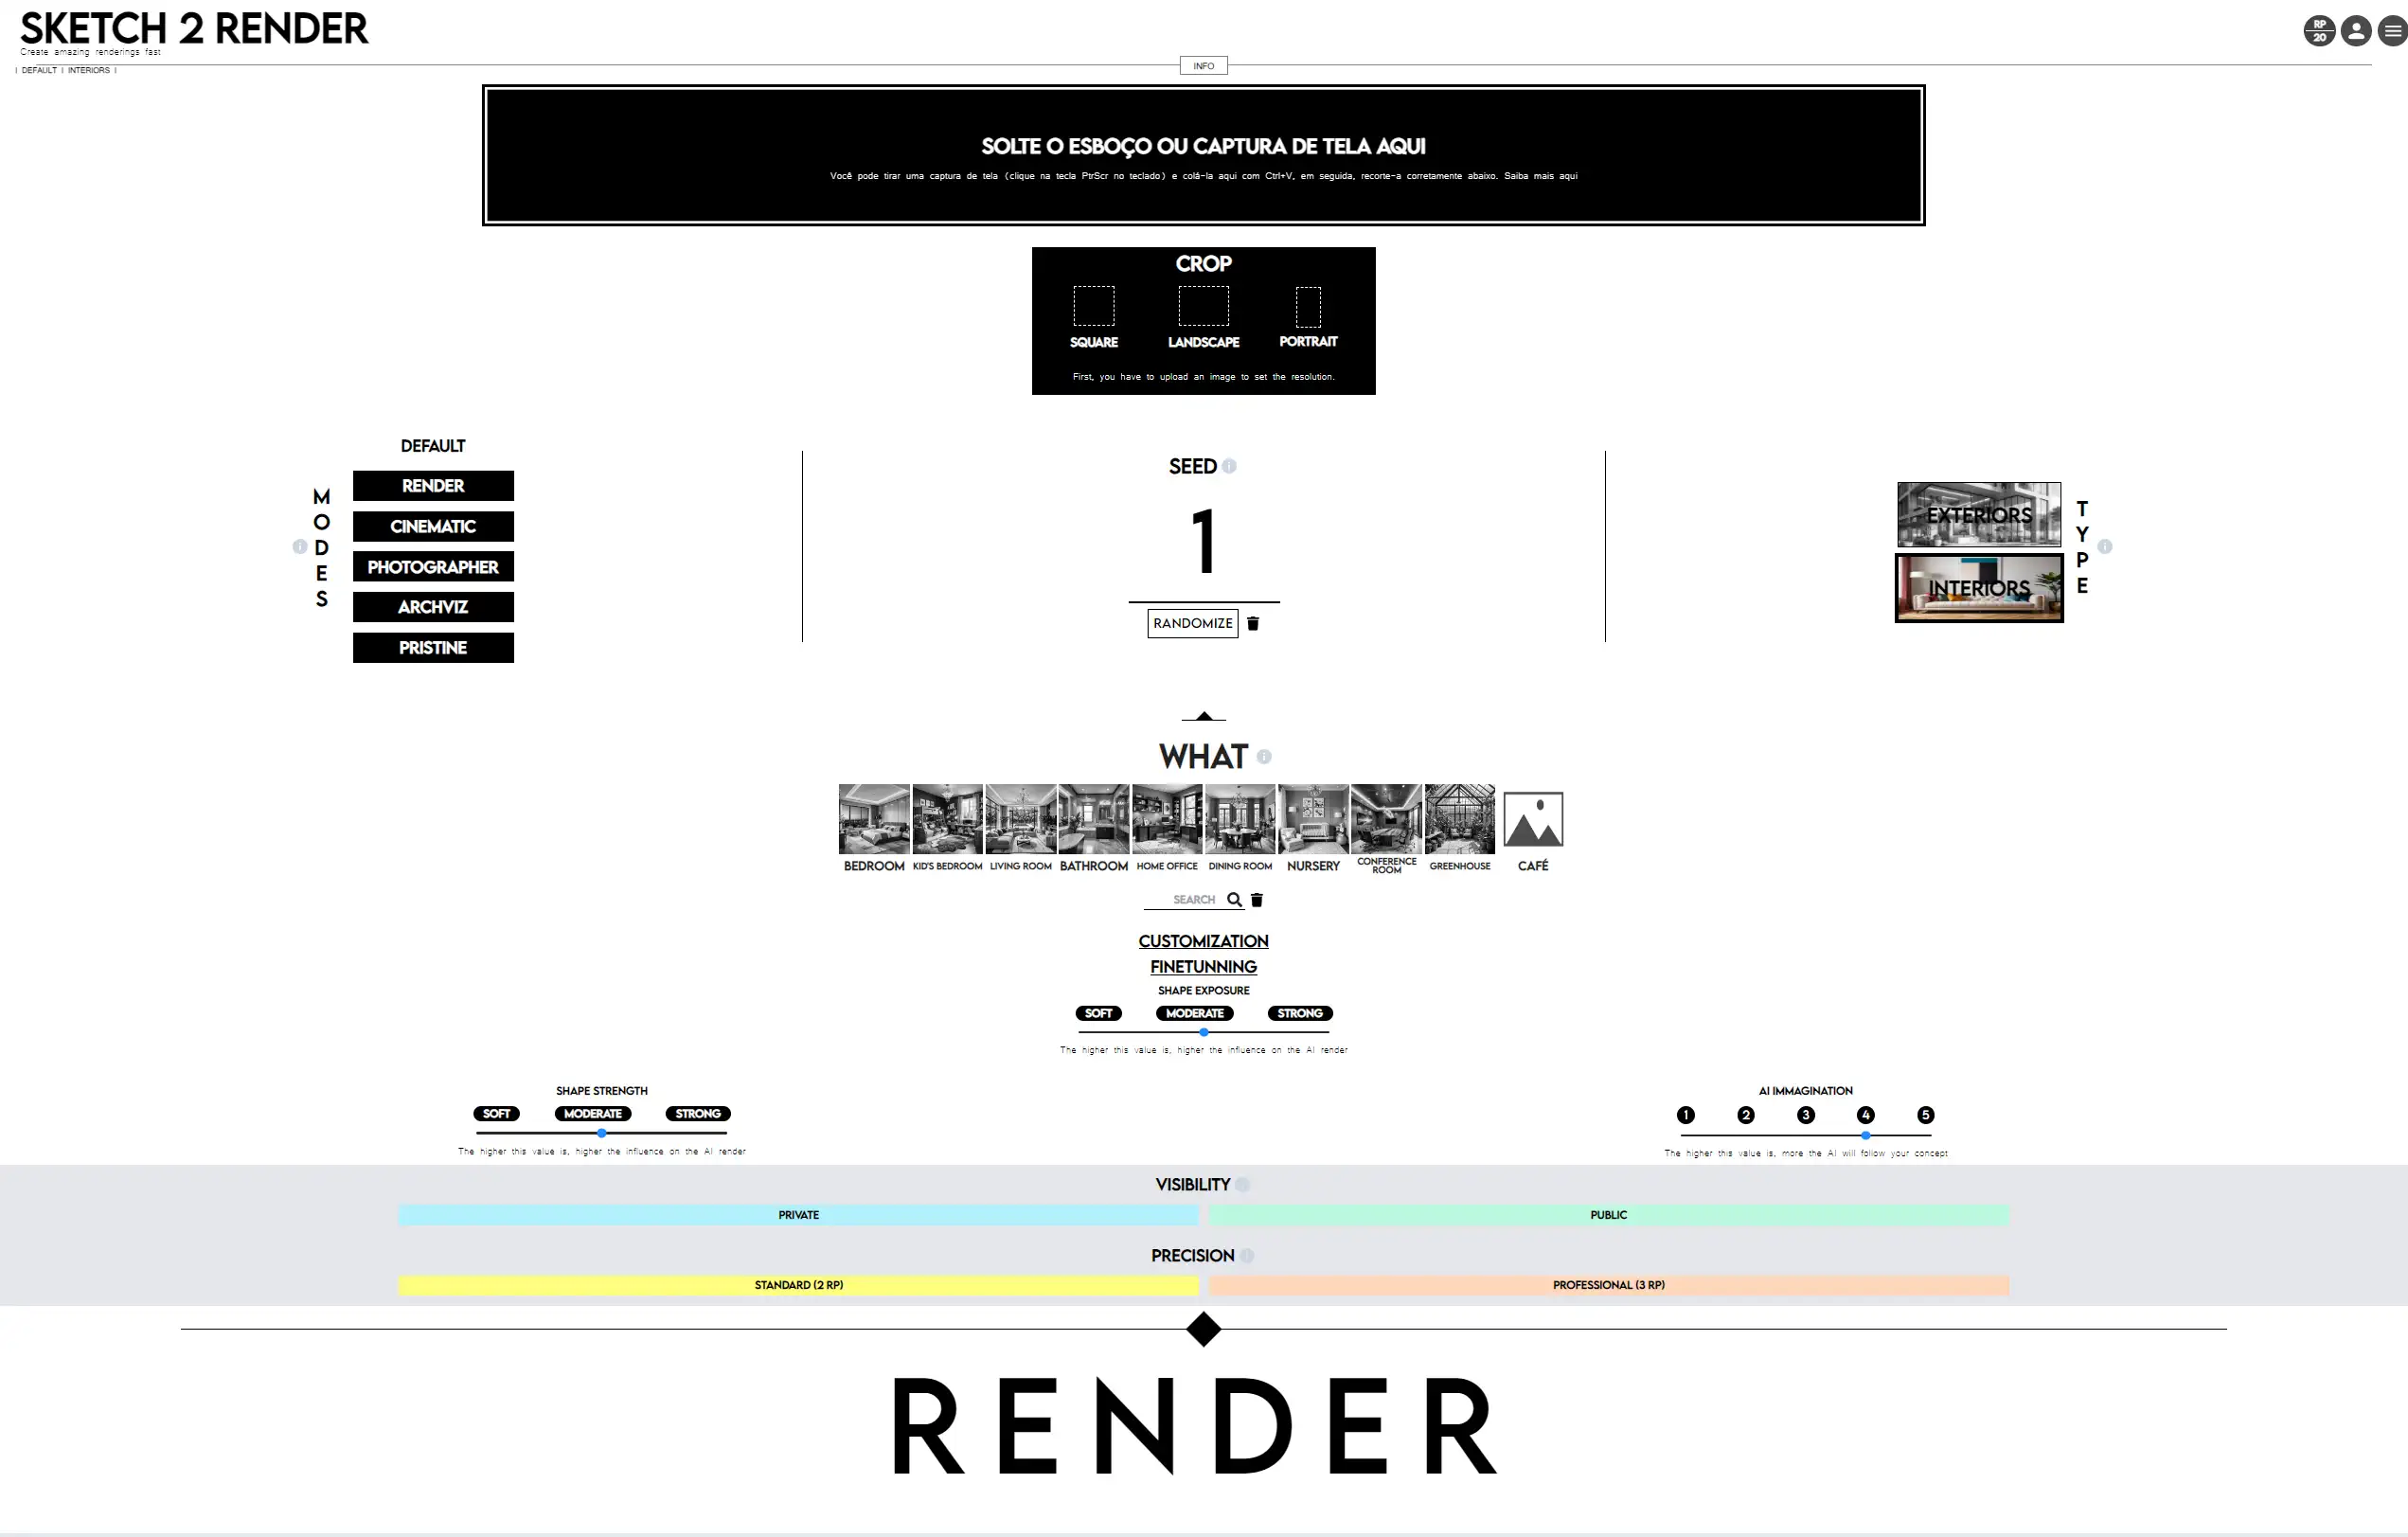 SKETCH 2 RENDER
Create amazing renderings fast
RP
20
| DEFAULT | INTERIORS |
INFO
SOLTE O ESBOÇO OU CAPTURA DE TELA AQUI
Você pode tirar uma captura de tela (clique na tecla PtrScr no teclado) e colá-la aqui com Ctrl+V, em seguida, recorte-a corretamente abaixo. Saiba mais aqui
CROP
SQUARE LANDSCAPE PORTRAIT
First, you have to upload an image to set the resolution.
MODES
DEFAULT
RENDER
CINEMATIC
PHOTOGRAPHER
ARCHVIZ
PRISTINE
SEED
1
RANDOMIZE
EXTERIORS
INTERIORS
TYPE
WHAT
BEDROOM KID'S BEDROOM LIVING ROOM BATHROOM HOME OFFICE DINING ROOM NURSERY CONFERENCE ROOM GREENHOUSE CAFÉ
SEARCH
CUSTOMIZATION
FINETUNNING
SHAPE EXPOSURE
SOFT MODERATE STRONG
The higher this value is, higher the influence on the AI render
SHAPE STRENGTH
SOFT MODERATE STRONG
The higher this value is, higher the influence on the AI render
AI IMMAGINATION
1 2 3 4 5
The higher this value is, more the AI will follow your concept
VISIBILITY
PRIVATE PUBLIC
PRECISION
STANDARD (2 RP) PROFESSIONAL (3 RP)
RENDER